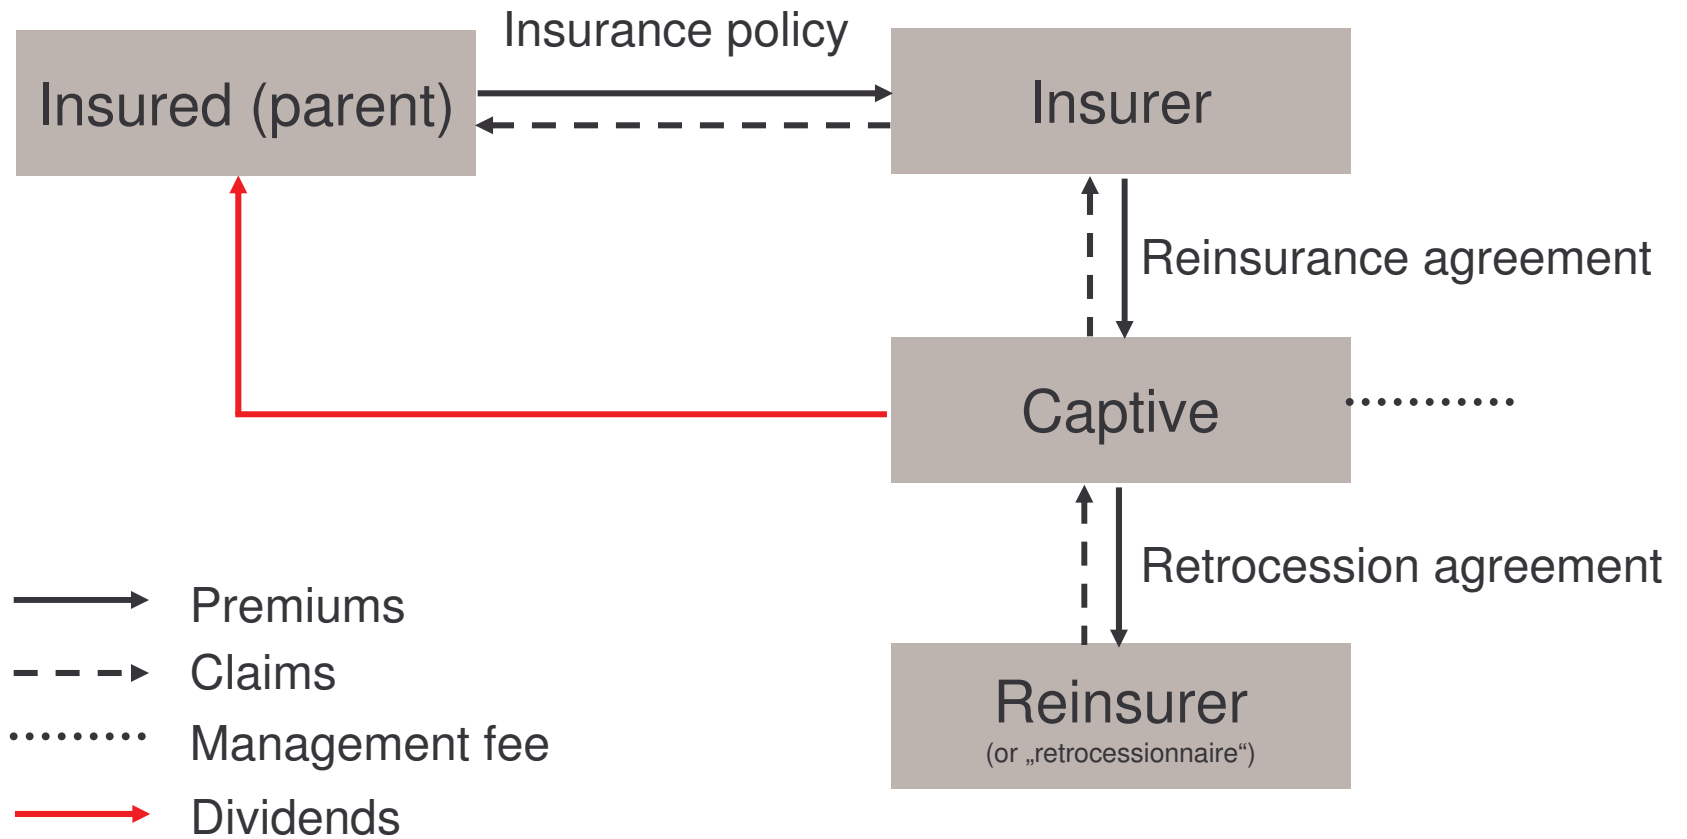 Insurance policy
Insured (parent)
Insurer
Reinsurance agreement
Captive
Retrocession agreement
Premiums
Claims
Reinsurer
(or „retrocessionnaire“)
Management fee
Dividends